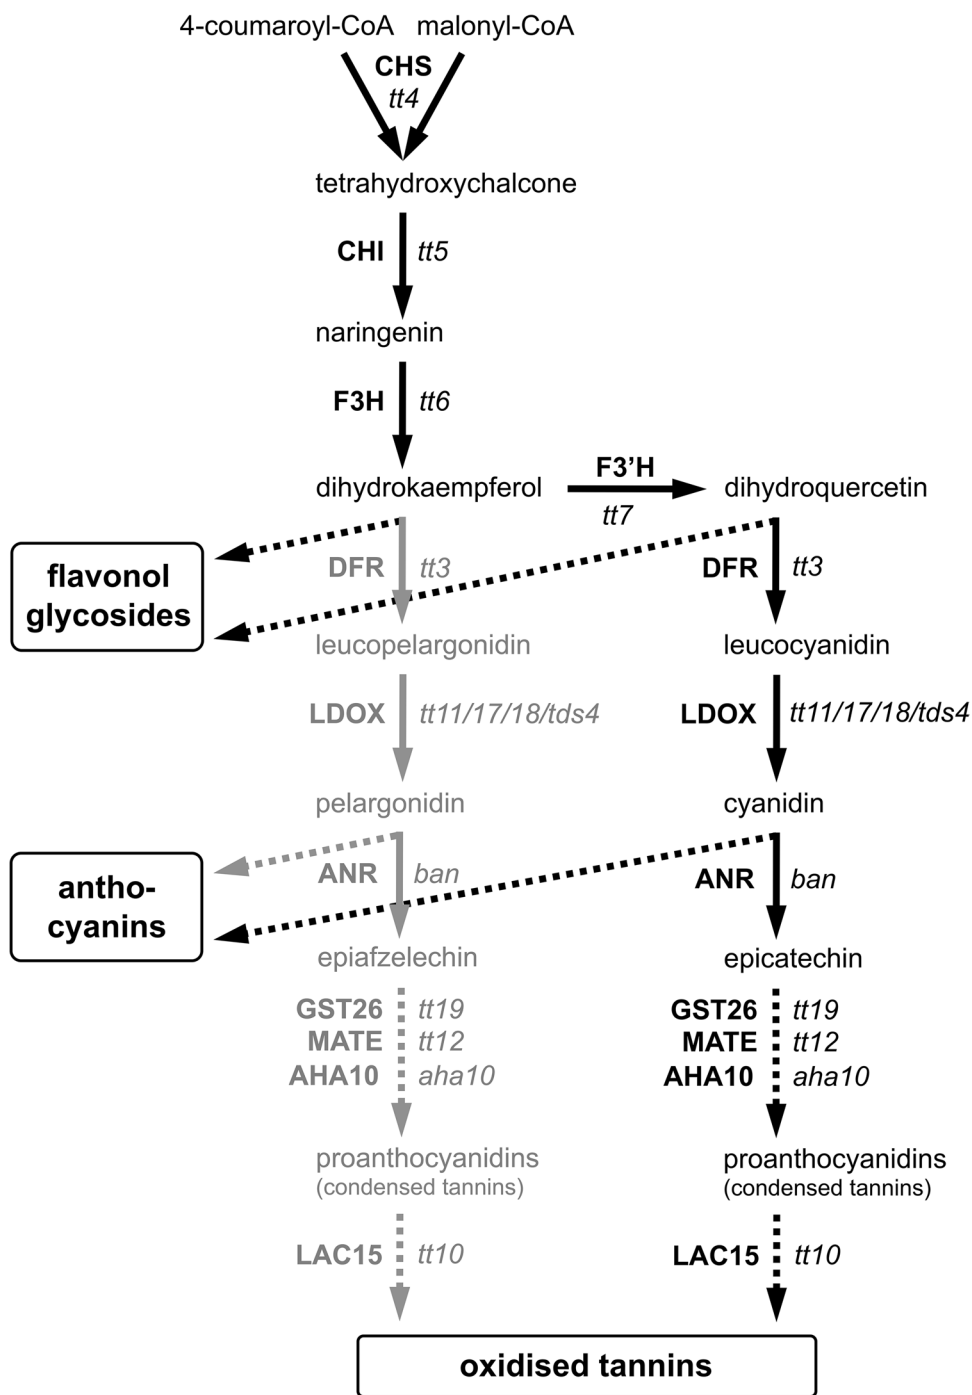 4-coumaroyl-CoA malonyl-CoA
CHS
tt4
tetrahydroxychalcone
CHI tt5
naringenin
F3H tt6
dihydrokaempferol F3’H dihydroquercetin
tt7
flavonol
glycosides
DFR tt3 DFR tt3
leucopelargonidin leucocyanidin
LDOX tt11/17/18/tds4 LDOX tt11/17/18/tds4
pelargonidin cyanidin
antho-
cyanins
ANR ban ANR ban
epiafzelechin epicatechin
GST26 tt19 GST26 tt19
MATE tt12 MATE tt12
AHA10 aha10 AHA10 aha10
proanthocyanidins proanthocyanidins
(condensed tannins) (condensed tannins)
LAC15 tt10 LAC15 tt10
oxidised tannins